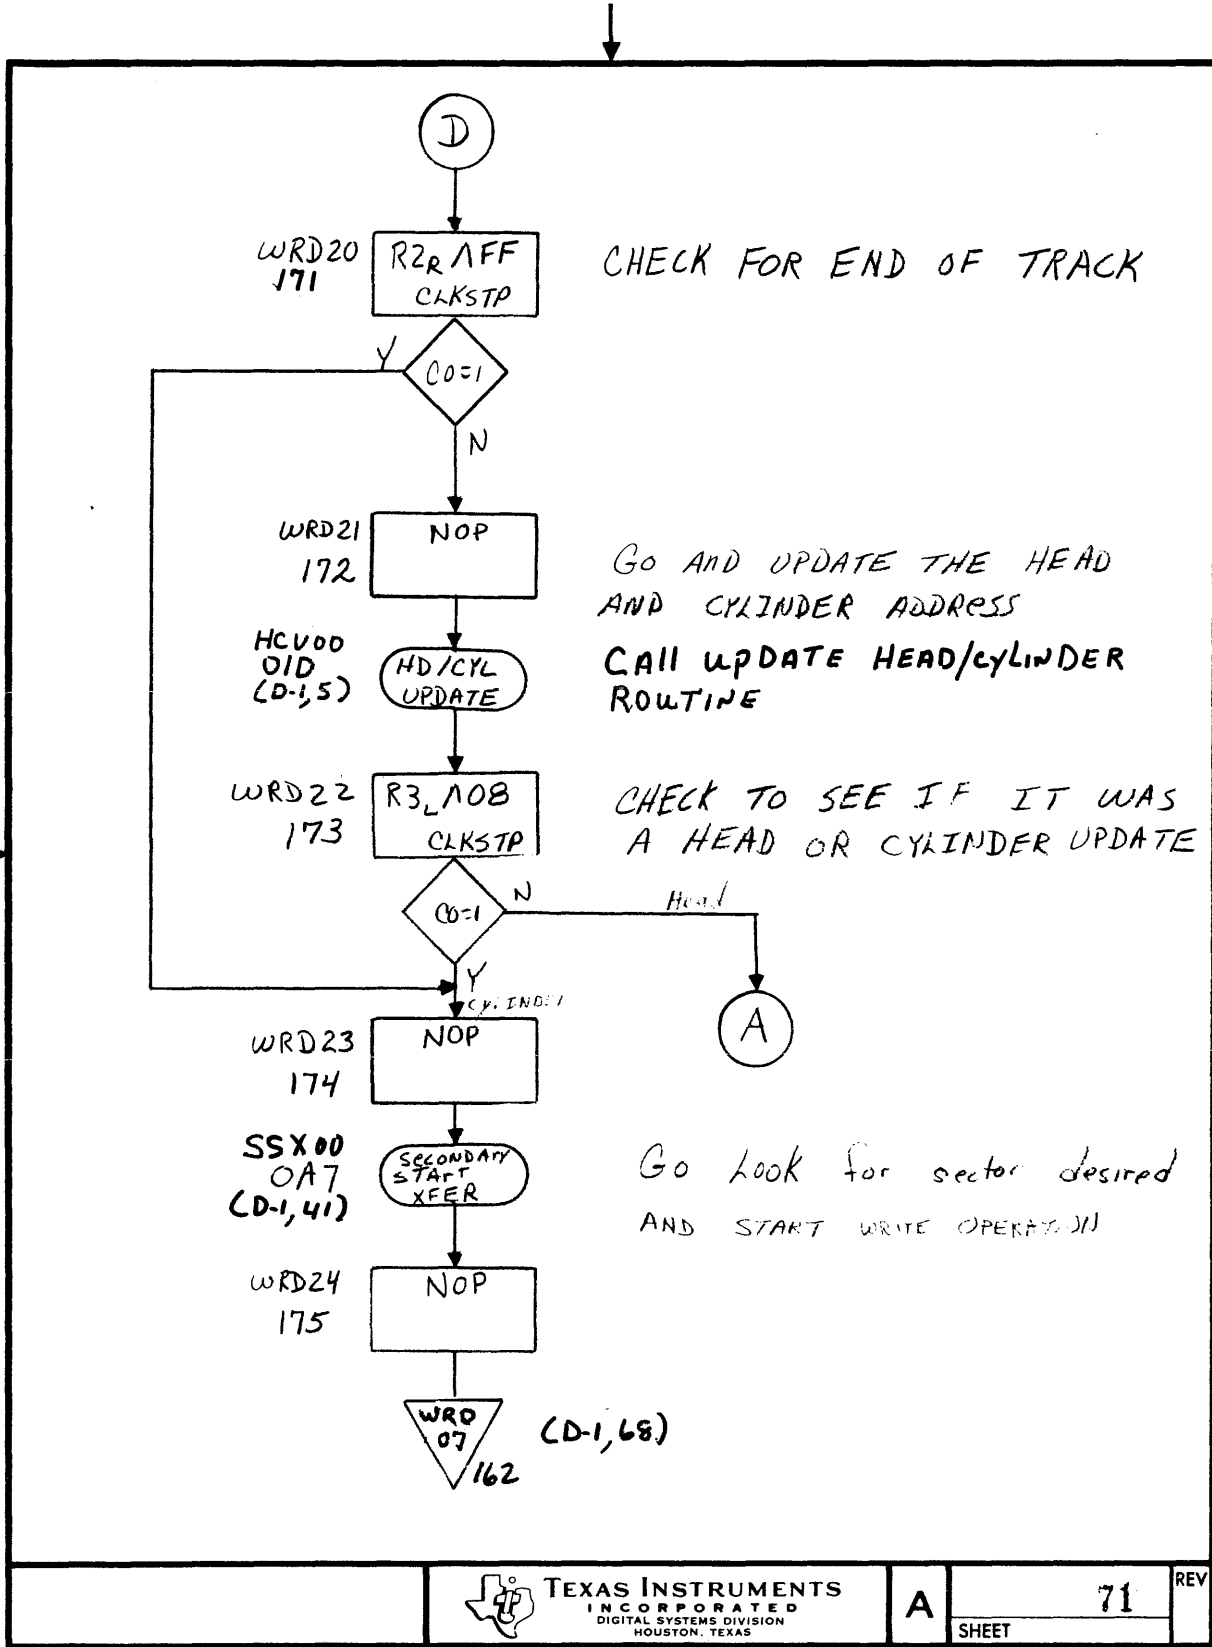 D
WRD20
171
R2R ΛFF
CLKSTP
CHECK FOR END OF TRACK
Y
C0=1
N
WRD21
172
NOP
GO AND UPDATE THE HEAD
AND CYLINDER ADDRESS
HCU00
01D
(D-1,5)
HD/CYL
UPDATE
CAll upDATE HEAD/cyLINDER
ROUTINE
WRD22
173
R3L Λ08
CLKSTP
CHECK TO SEE IF IT WAS
A HEAD OR CYLINDER UPDATE
C0=1
N
Head
Y
A
WRD23
174
NOP
SSX00
0A7
(D-1,41)
SECONDARY
START
XFER
Go Look for sector desired
AND START WRITE OPERATION
WRD24
175
NOP
WRD
07
162
(D-1,68)
TEXAS INSTRUMENTS
INCORPORATED
DIGITAL SYSTEMS DIVISION
HOUSTON, TEXAS
A
71
SHEET
REV